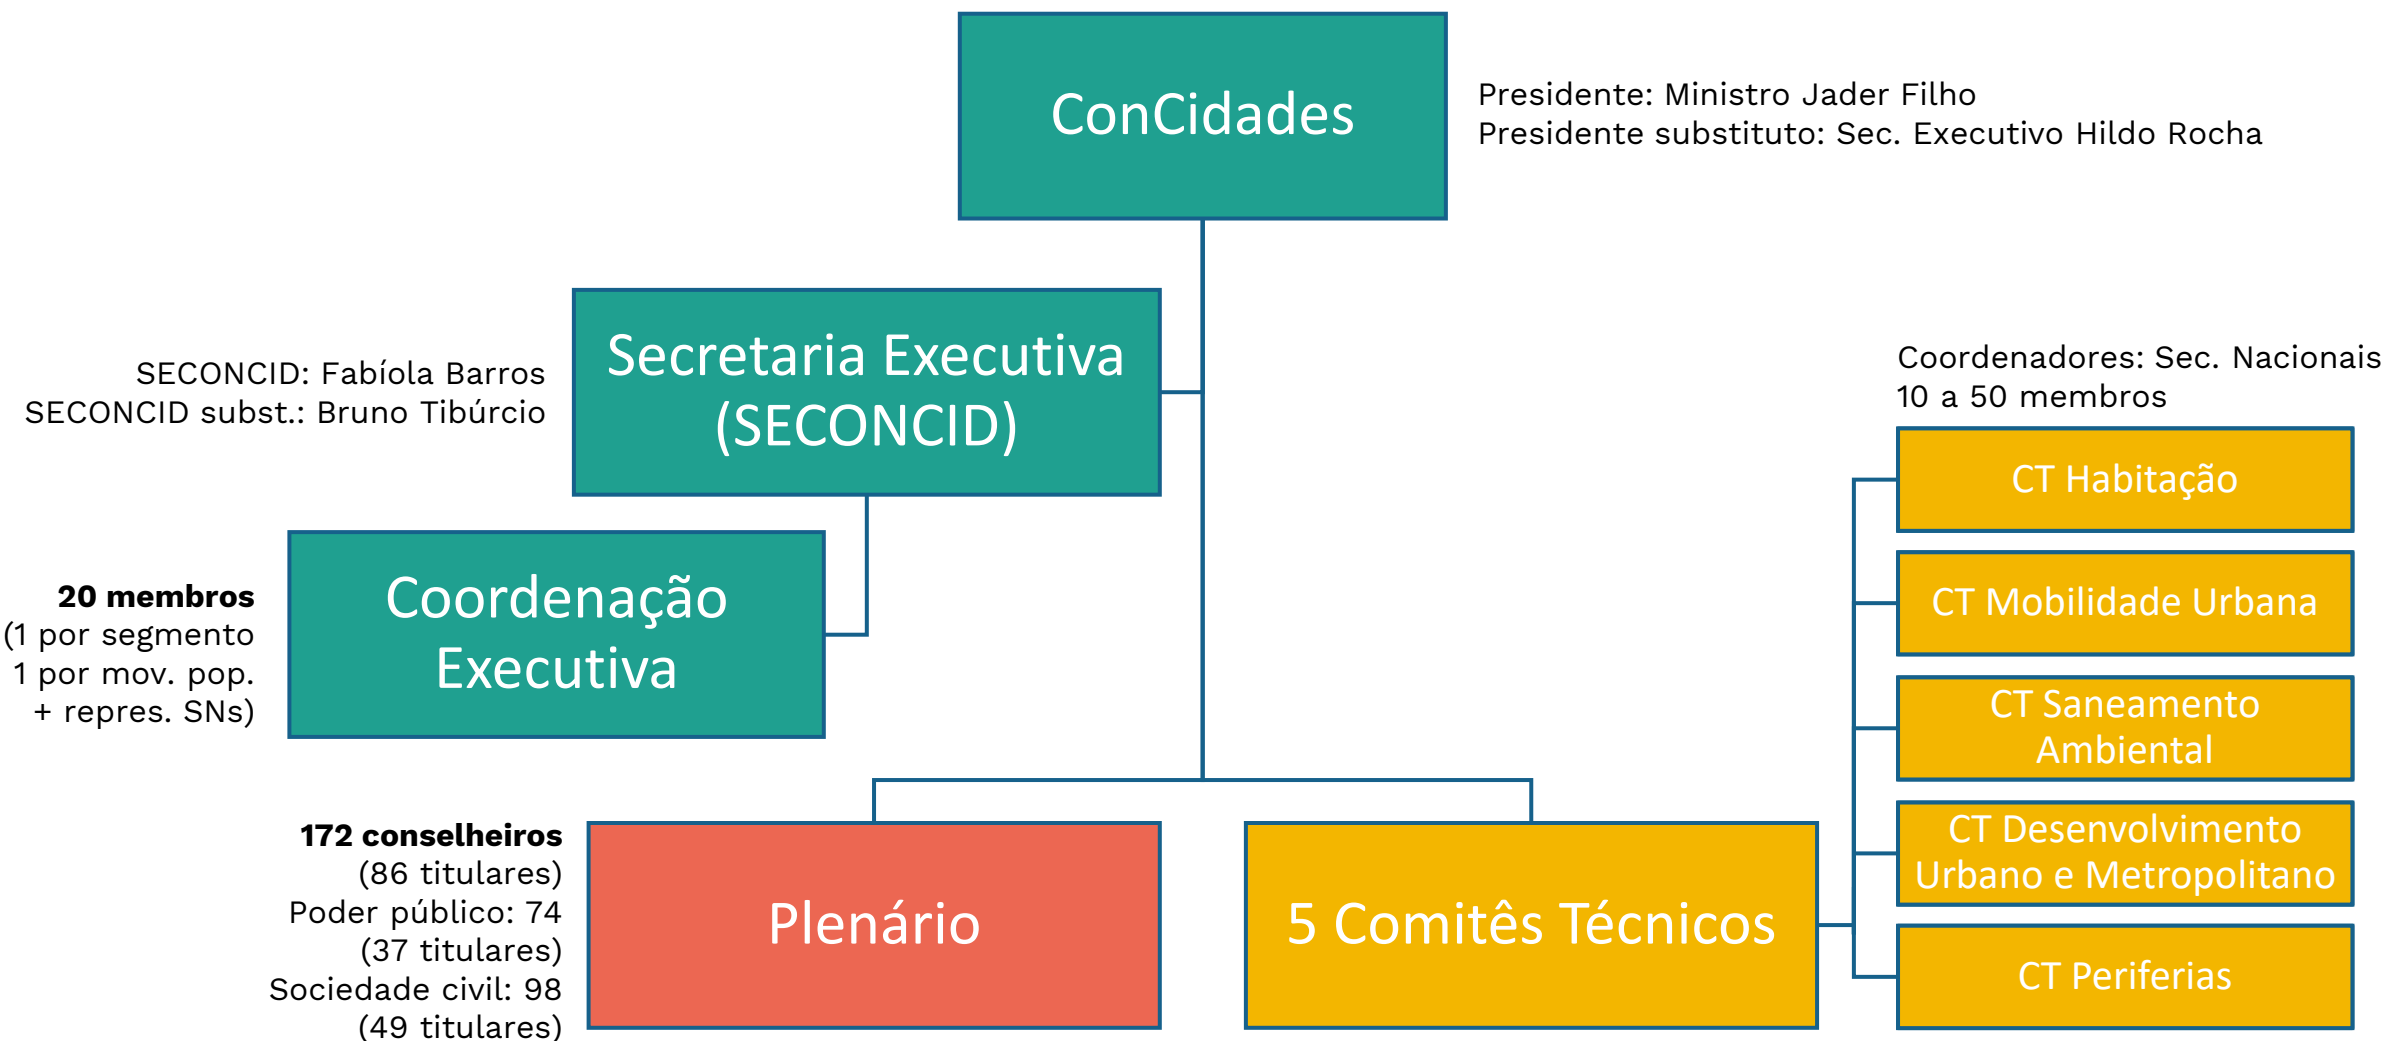 ConCidades
Presidente: Ministro Jader Filho
Presidente substituto: Sec. Executivo Hildo Rocha
Secretaria Executiva
(SECONCID)
SECONCID: Fabíola Barros
SECONCID subst.: Bruno Tibúrcio
Coordenação
Executiva
20 membros
(1 por segmento
1 por mov. pop.
+ repres. SNs)
172 conselheiros
(86 titulares)
Poder público: 74
(37 titulares)
Sociedade civil: 98
(49 titulares)
Plenário
5 Comitês Técnicos
Coordenadores: Sec. Nacionais
10 a 50 membros
CT Habitação
CT Mobilidade Urbana
CT Saneamento
Ambiental
CT Desenvolvimento
Urbano e Metropolitano
CT Periferias